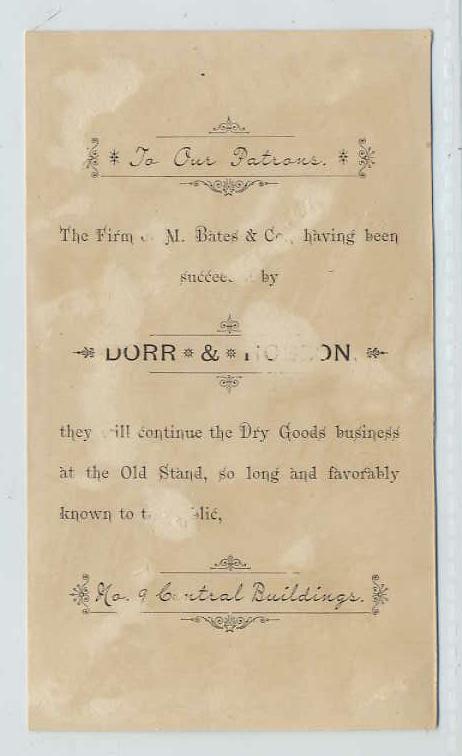 * To Our Patrons. *
The Firm M. Bates & Co., having been
by
DORR * & *
they will continue the Dry Goods business
at the Old Stand, so long and favorably
known to
No. 9 Central Buildings.